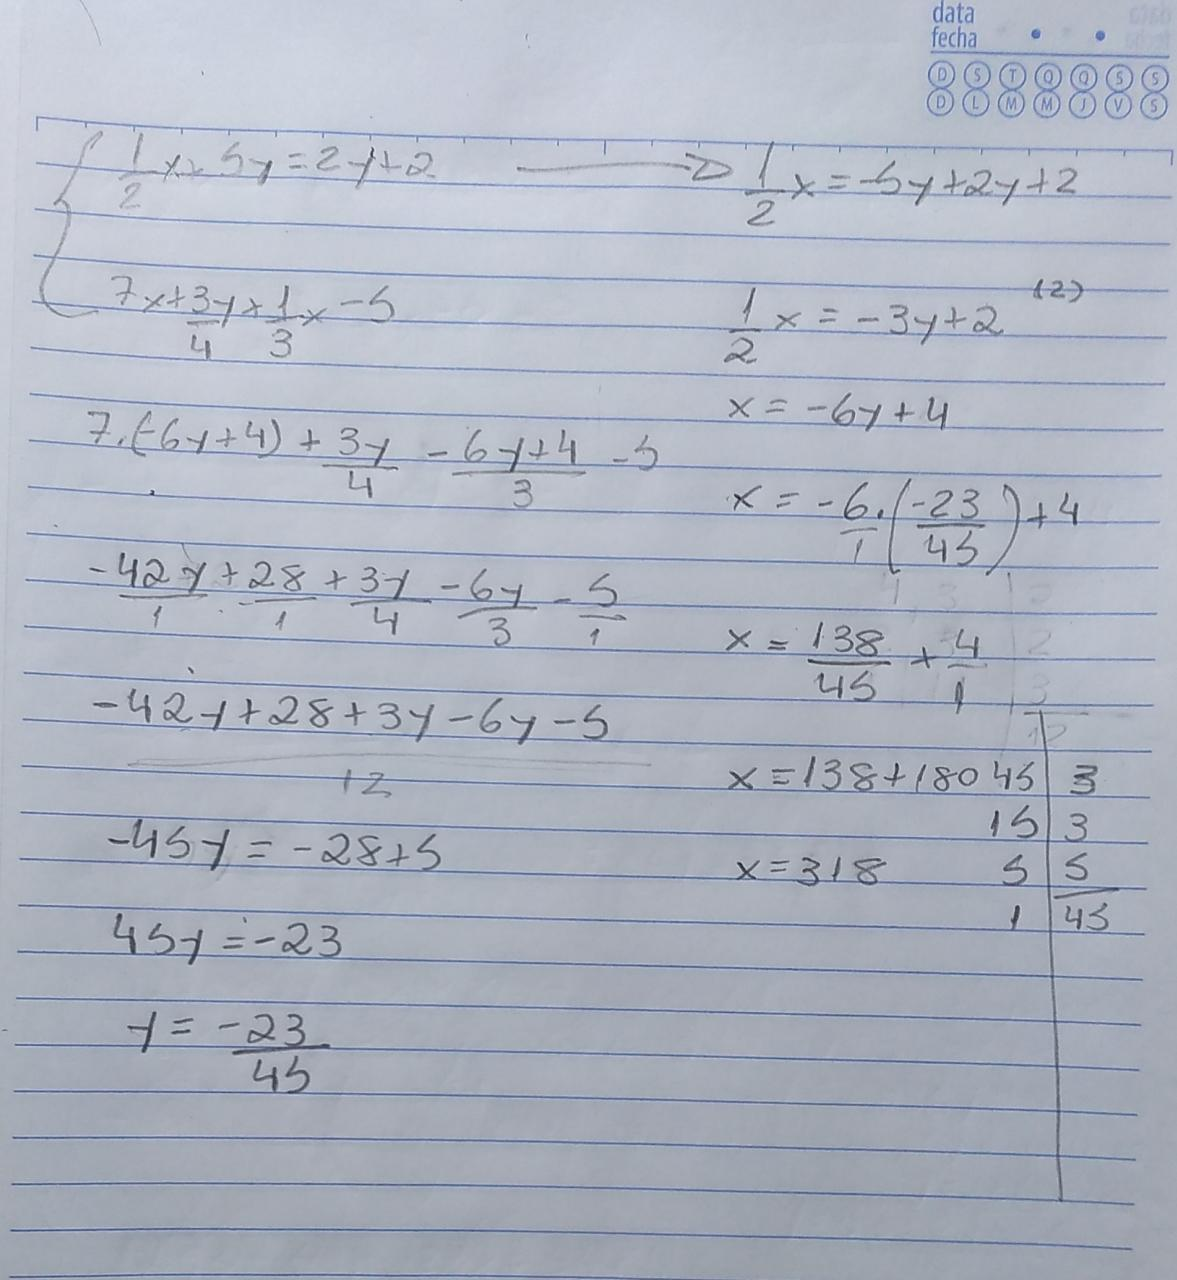 data
fecha
D S T Q Q S S
D L M M J V S
1/2 x + 5y = 2y + 2 → 1/2 x = -5y + 2y + 2
7x + 3/4 y + 1/3 x - 5
1/2 x = -3y + 2 (2)
x = -6y + 4
7.(-6y + 4) + 3y/4 - 6y + 4/3 - 5
x = -6/1 . (-23/45) + 4
-42y/1 + 28/1 + 3y/4 - 6y/3 - 5/1
x = 138/45 + 4/1
-42y + 28 + 3y - 6y - 5
12
x = 138 + 180 45 | 3
15 | 3
-45y = -28 + 5
x = 318 5 | 5
1 | 45
45y = -23
y = -23/45